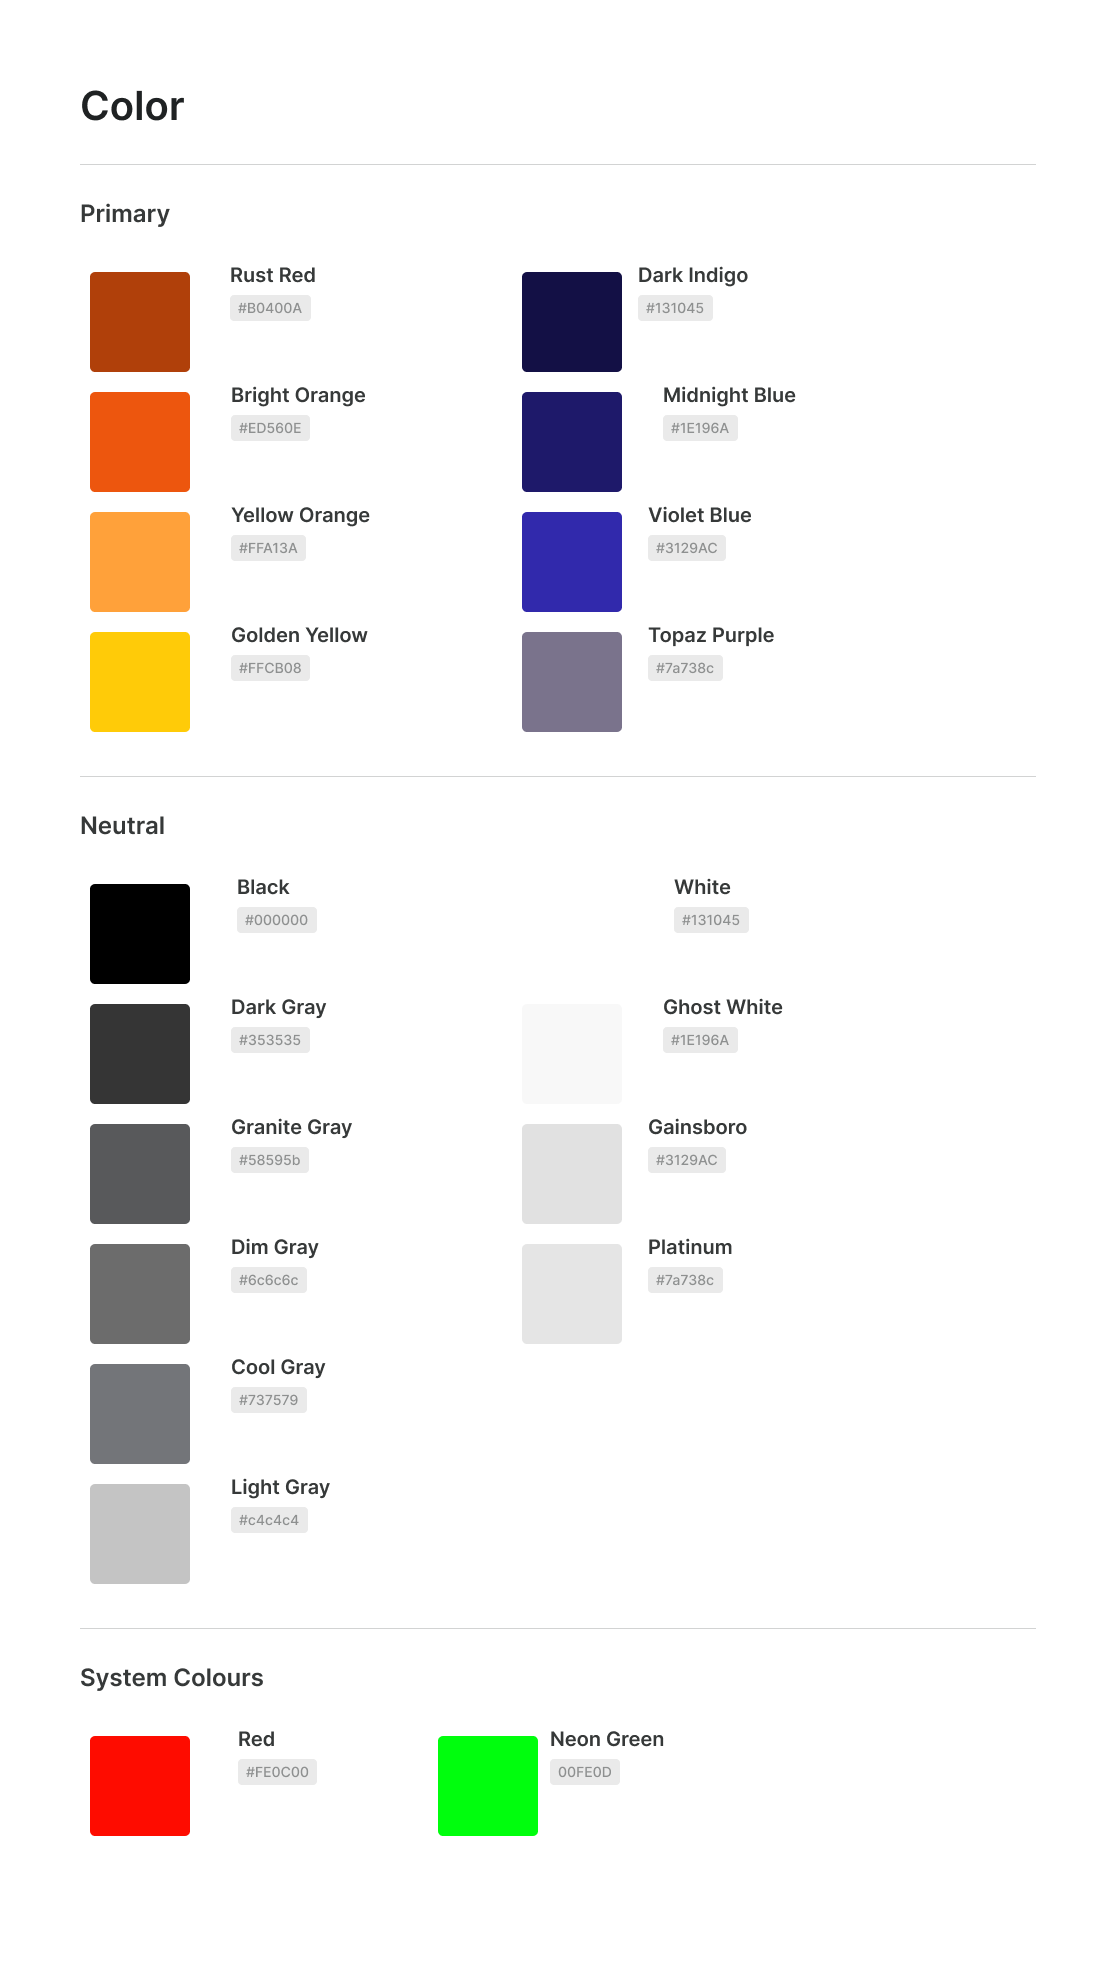 Color
Primary
Rust Red
#B0400A
Dark Indigo
#131045
Bright Orange
#ED560E
Midnight Blue
#1E196A
Yellow Orange
#FFA13A
Violet Blue
#3129AC
Golden Yellow
#FFCB08
Topaz Purple
#7a738c
Neutral
Black
#000000
White
#131045
Dark Gray
#353535
Ghost White
#1E196A
Granite Gray
#58595b
Gainsboro
#3129AC
Dim Gray
#6c6c6c
Platinum
#7a738c
Cool Gray
#737579
Light Gray
#c4c4c4
System Colours
Red
#FE0C00
Neon Green
00FE0D